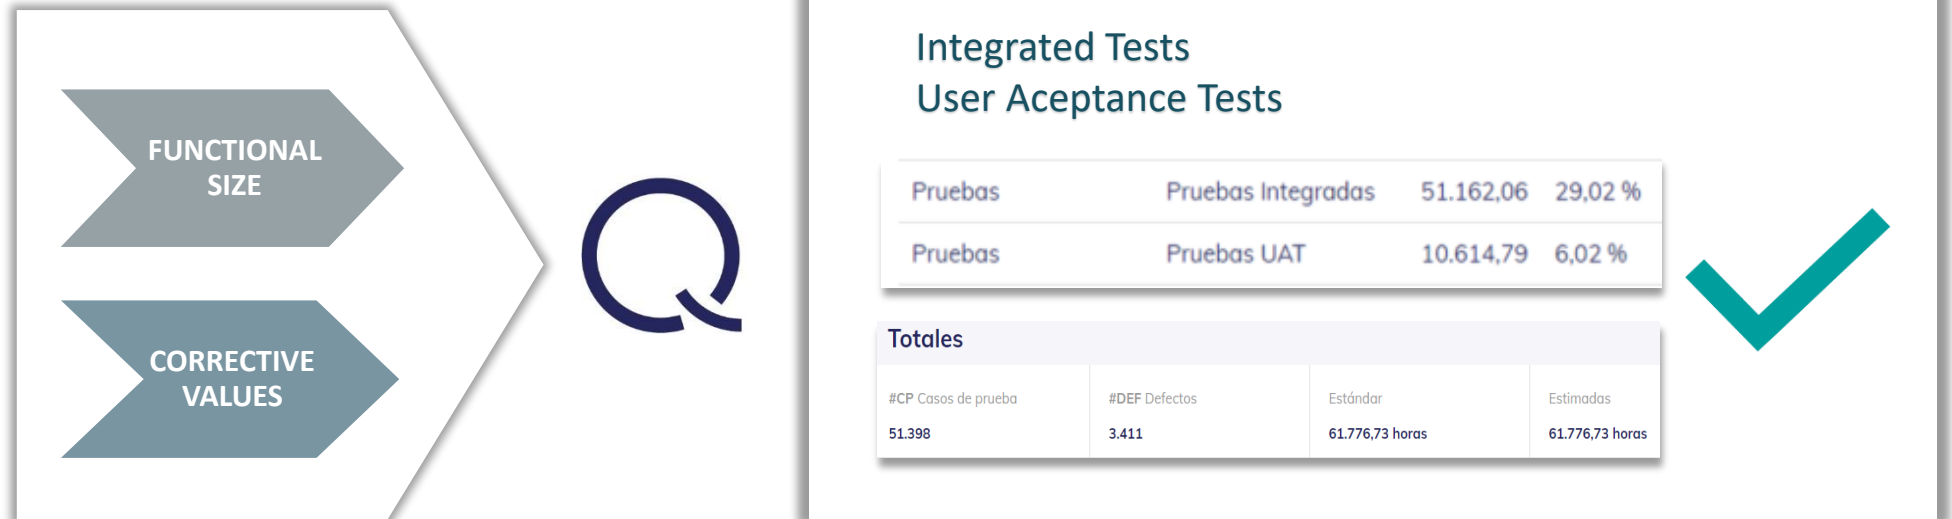 FUNCTIONAL
SIZE
CORRECTIVE
VALUES
Integrated Tests
User Aceptance Tests
Pruebas Pruebas Integradas 51.162,06 29,02 %
Pruebas Pruebas UAT 10.614,79 6,02 %
Totales
#CP Casos de prueba #DEF Defectos Estándar Estimadas
51.398 3.411 61.776,73 horas 61.776,73 horas